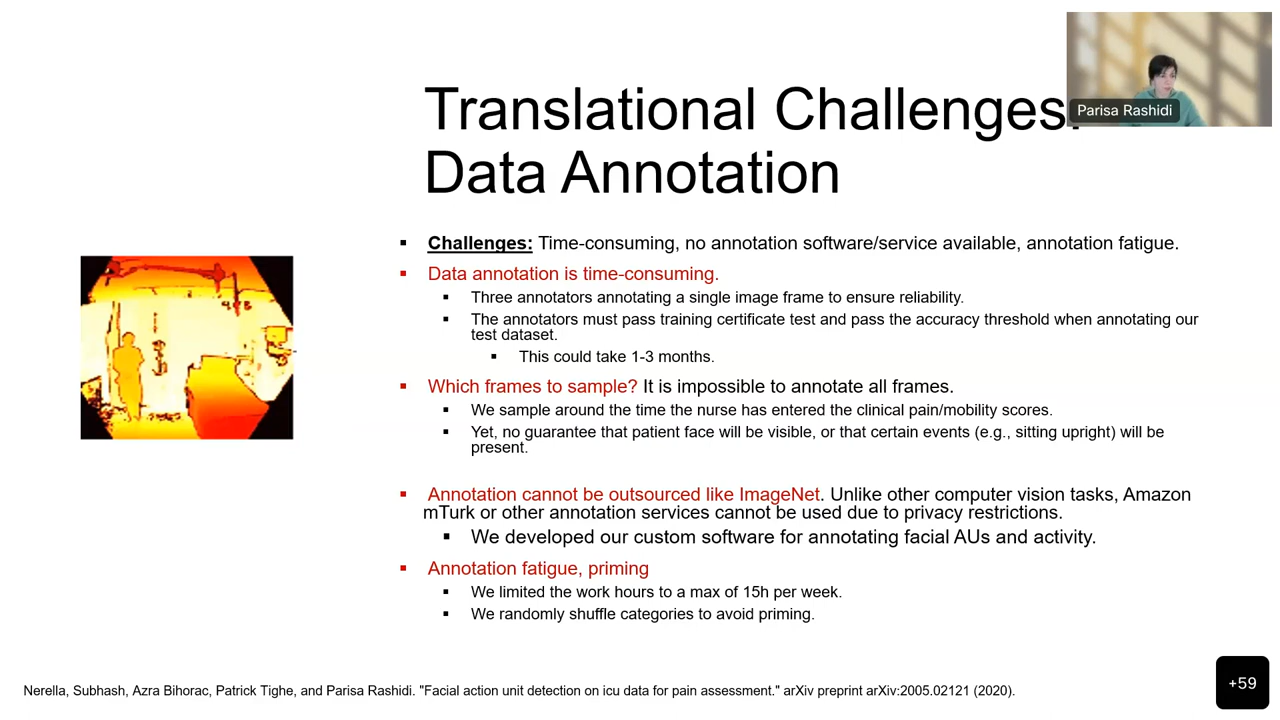 Translational Challenges:
Parisa Rashidi
Data Annotation
▪ Challenges: Time-consuming, no annotation software/service available, annotation fatigue.
▪ Data annotation is time-consuming.
▪ Three annotators annotating a single image frame to ensure reliability.
▪ The annotators must pass training certificate test and pass the accuracy threshold when annotating our
test dataset.
▪ This could take 1-3 months.
▪ Which frames to sample? It is impossible to annotate all frames.
▪ We sample around the time the nurse has entered the clinical pain/mobility scores.
▪ Yet, no guarantee that patient face will be visible, or that certain events (e.g., sitting upright) will be
present.
▪ Annotation cannot be outsourced like ImageNet. Unlike other computer vision tasks, Amazon
mTurk or other annotation services cannot be used due to privacy restrictions.
▪ We developed our custom software for annotating facial AUs and activity.
▪ Annotation fatigue, priming
▪ We limited the work hours to a max of 15h per week.
▪ We randomly shuffle categories to avoid priming.
Nerella, Subhash, Azra Bihorac, Patrick Tighe, and Parisa Rashidi. "Facial action unit detection on icu data for pain assessment." arXiv preprint arXiv:2005.02121 (2020).
+59